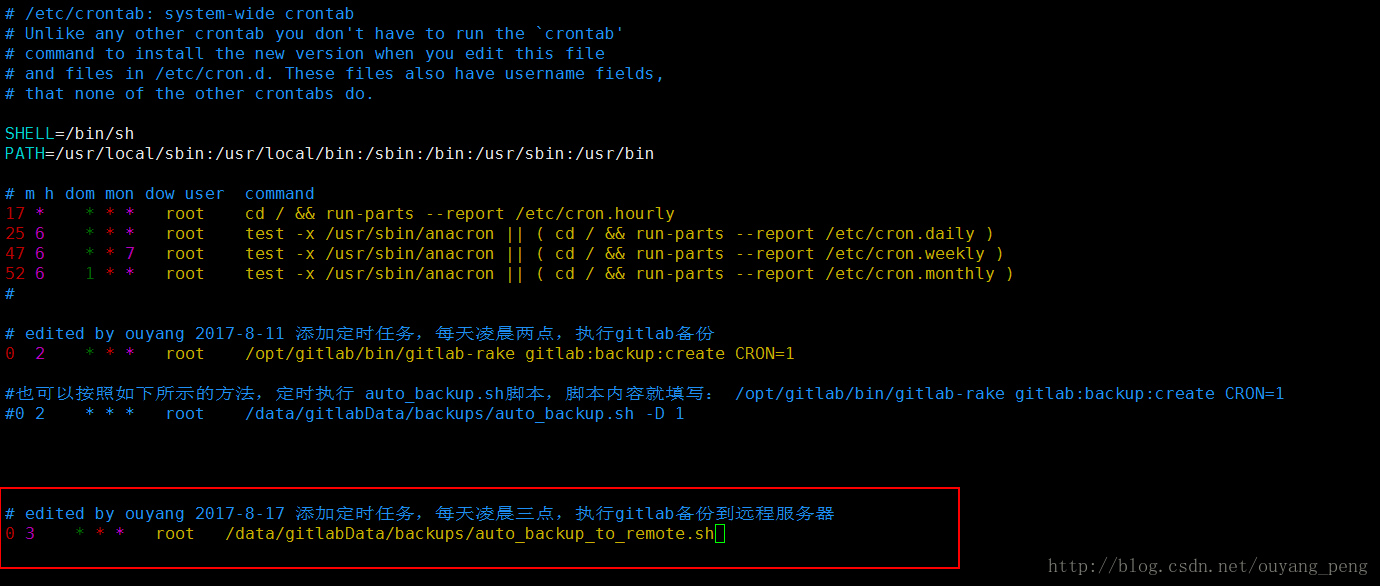 # /etc/crontab: system-wide crontab
# Unlike any other crontab you don't have to run the `crontab'
# command to install the new version when you edit this file
# and files in /etc/cron.d. These files also have username fields,
# that none of the other crontabs do.
SHELL=/bin/sh
PATH=/usr/local/sbin:/usr/local/bin:/sbin:/bin:/usr/sbin:/usr/bin
# m h dom mon dow user  command
17 *    * * *   root    cd / && run-parts --report /etc/cron.hourly
25 6    * * *   root    test -x /usr/sbin/anacron || ( cd / && run-parts --report /etc/cron.daily )
47 6    * * 7   root    test -x /usr/sbin/anacron || ( cd / && run-parts --report /etc/cron.weekly )
52 6    1 * *   root    test -x /usr/sbin/anacron || ( cd / && run-parts --report /etc/cron.monthly )
#
# edited by ouyang 2017-8-11 添加定时任务，每天凌晨两点，执行gitlab备份
0  2    * * *   root    /opt/gitlab/bin/gitlab-rake gitlab:backup:create CRON=1
#也可以按照如下所示的方法，定时执行 auto_backup.sh脚本，脚本内容就填写： /opt/gitlab/bin/gitlab-rake gitlab:backup:create CRON=1
#0 2    * * *   root    /data/gitlabData/backups/auto_backup.sh -D 1
# edited by ouyang 2017-8-17 添加定时任务，每天凌晨三点，执行gitlab备份到远程服务器
0 3    * * *   root   /data/gitlabData/backups/auto_backup_to_remote.sh
http://blog.csdn.net/ouyang_peng